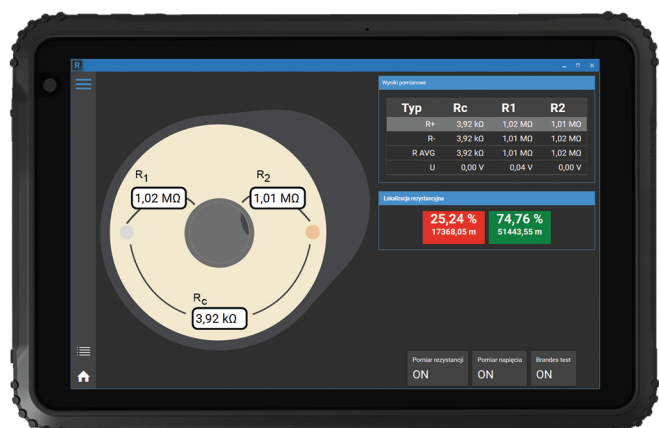 R
Wyniki pomiarowe
Typ Rc R1 R2
R+ 3,92 kΩ 1,02 MΩ 1,01 MΩ
R- 3,92 kΩ 1,01 MΩ 1,02 MΩ
R AVG 3,92 kΩ 1,01 MΩ 1,02 MΩ
U 0,00 V 0,04 V 0,00 V
Lokalizacja rezystancyjna
25,24 % 74,76 %
17368,05 m 51443,55 m
R1 R2
1,02 MΩ 1,01 MΩ
Rc
3,92 kΩ
Pomiar rezystancji Pomiar napięcia Brandes test
ON ON ON